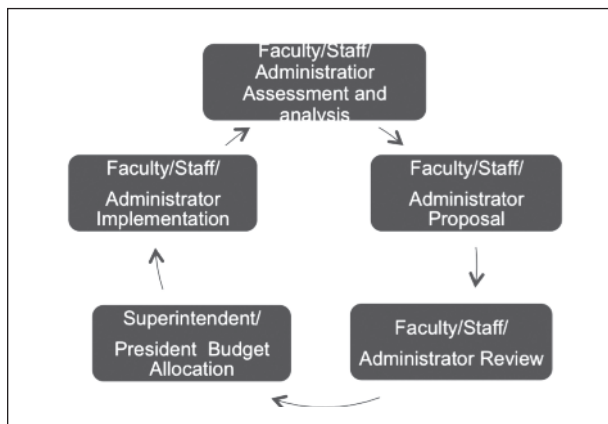 Faculty/Staff/
Administratior
Assessment and
analysis
Faculty/Staff/
Administrator
Proposal
Faculty/Staff/
Administrator Review
Superintendent/
President Budget
Allocation
Faculty/Staff/
Administrator
Implementation